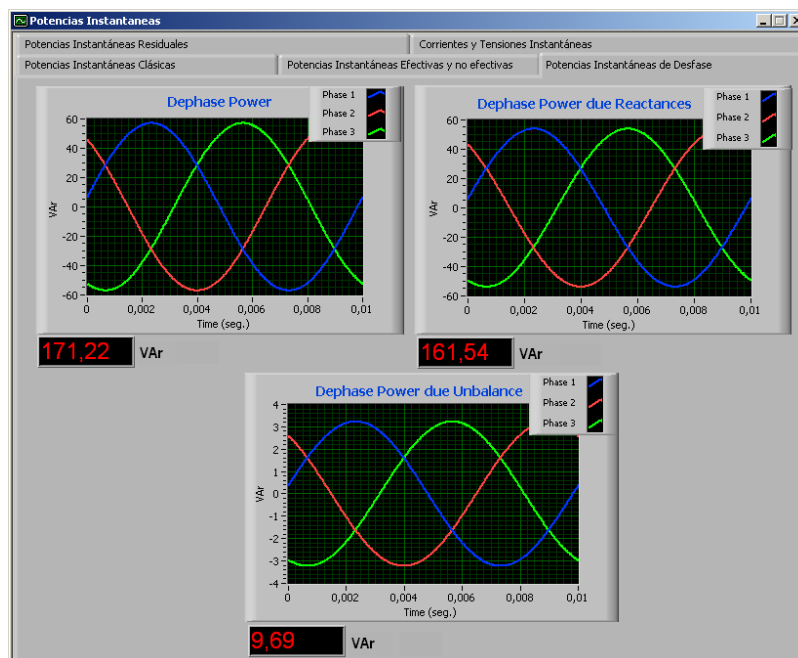 Potencias Instantaneas
Potencias Instantáneas Residuales
Corrientes y Tensiones Instantáneas
Potencias Instantáneas Clásicas
Potencias Instantáneas Efectivas y no efectivas
Potencias Instantáneas de Desfase
Dephase Power
Phase 1
Phase 2
Phase 3
60
40
20
0
-20
-40
-60
VAr
0
0,002
0,004
0,006
0,008
0,01
Time (seg.)
171,22 VAr
Dephase Power due Reactances
Phase 1
Phase 2
Phase 3
60
40
20
0
-20
-40
-60
VAr
0
0,002
0,004
0,006
0,008
0,01
Time (seg.)
161,54 VAr
Dephase Power due Unbalance
Phase 1
Phase 2
Phase 3
4
3
2
1
0
-1
-2
-3
-4
VAr
0
0,002
0,004
0,006
0,008
0,01
Time (seg.)
9,69 VAr